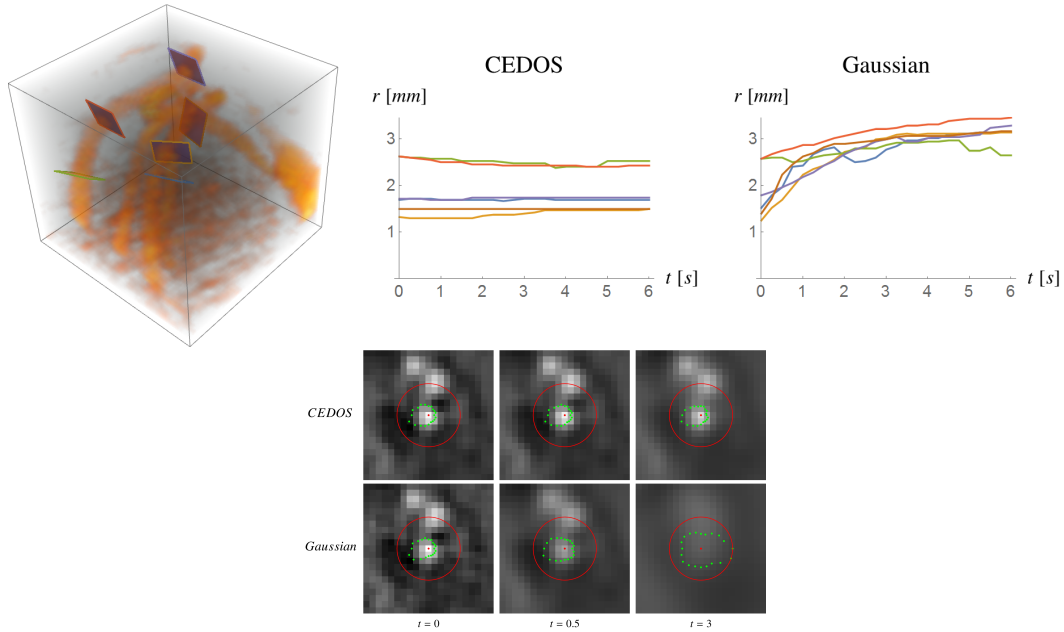 CEDOS
Gaussian
r [mm]
r [mm]
3
2
1
3
2
1
t [s]
t [s]
0 1 2 3 4 5 6
0 1 2 3 4 5 6
CEDOS
Gaussian
t = 0
t = 0.5
t = 3